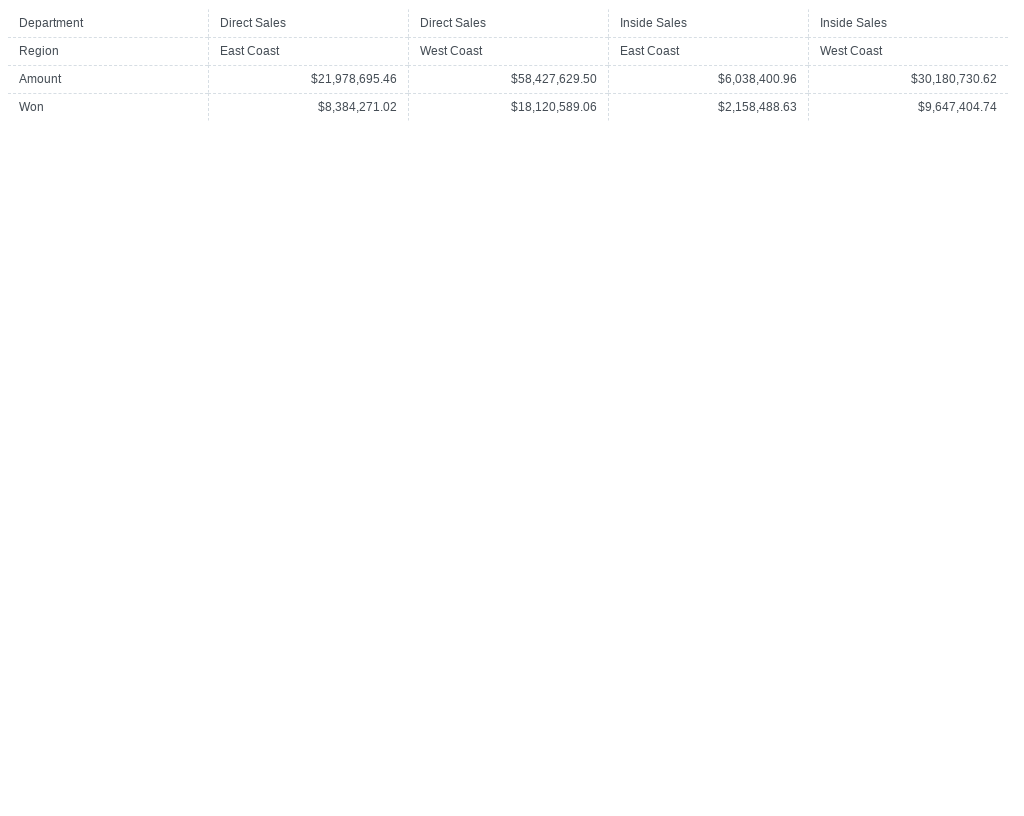 Department Direct Sales Direct Sales Inside Sales Inside Sales
Region East Coast West Coast East Coast West Coast
Amount $21,978,695.46 $58,427,629.50 $6,038,400.96 $30,180,730.62
Won $8,384,271.02 $18,120,589.06 $2,158,488.63 $9,647,404.74